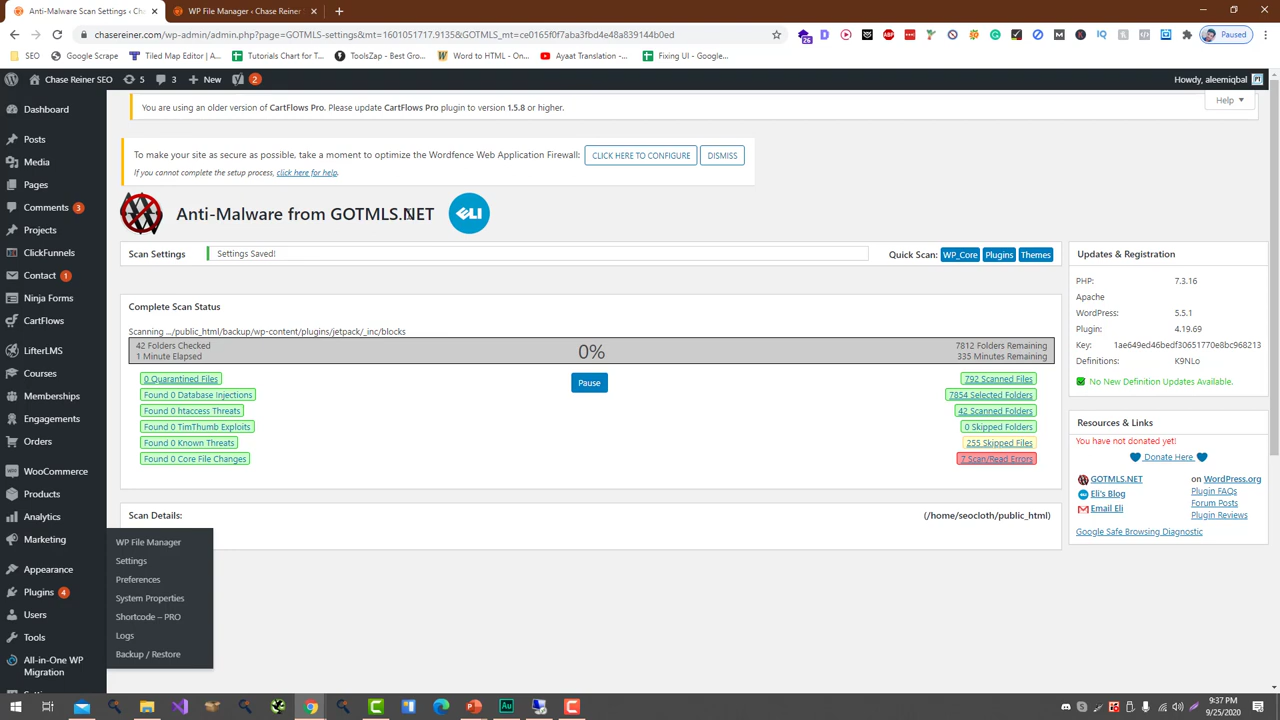 Anti-Malware Scan Settings ‹ Chas
WP File Manager ‹ Chase Reiner S
chasereiner.com/wp-admin/admin.php?page=GOTMLS-settings&mt=1601051717.9135&GOTMLS_mt=ce0165f0f7aba3fbd4e48a839144b0ed
Paused
SEO
Google Scrape
Tiled Map Editor | A...
Tutorials Chart for T...
ToolsZap - Best Gro...
Word to HTML - On...
Ayaat Translation -...
Fixing UI - Google...
Chase Reiner SEO
5
3
New
2
Howdy, aleemiqbal
Dashboard
Posts
Media
Pages
Comments 3
Projects
ClickFunnels
Contact 1
Ninja Forms
CartFlows
LifterLMS
Courses
Memberships
Engagements
Orders
WooCommerce
Products
Analytics
Marketing
Appearance
Plugins 4
Users
Tools
All-in-One WP
Migration
WP File Manager
Settings
Preferences
System Properties
Shortcode – PRO
Logs
Backup / Restore
You are using an older version of CartFlows Pro. Please update CartFlows Pro plugin to version 1.5.8 or higher.
Help
To make your site as secure as possible, take a moment to optimize the Wordfence Web Application Firewall:
CLICK HERE TO CONFIGURE
DISMISS
If you cannot complete the setup process, click here for help.
Anti-Malware from GOTMLS.NET
ELI
Scan Settings
Settings Saved!
Quick Scan:
WP_Core
Plugins
Themes
Complete Scan Status
Scanning .../public_html/backup/wp-content/plugins/jetpack/_inc/blocks
42 Folders Checked
1 Minute Elapsed
0%
7812 Folders Remaining
335 Minutes Remaining
0 Quarantined Files
Found 0 Database Injections
Found 0 htaccess Threats
Found 0 TimThumb Exploits
Found 0 Known Threats
Found 0 Core File Changes
Pause
792 Scanned Files
7854 Selected Folders
42 Scanned Folders
0 Skipped Folders
255 Skipped Files
7 Scan/Read Errors
Scan Details:
(/home/seocloth/public_html)
Updates & Registration
PHP: 7.3.16
Apache
WordPress: 5.5.1
Plugin: 4.19.69
Key: 1ae649ed46bedf30651770e8bc968213
Definitions: K9NLo
No New Definition Updates Available.
Resources & Links
You have not donated yet!
Donate Here
GOTMLS.NET
Eli's Blog
Email Eli
on WordPress.org
Plugin FAQs
Forum Posts
Plugin Reviews
Google Safe Browsing Diagnostic
9:37 PM
9/25/2020